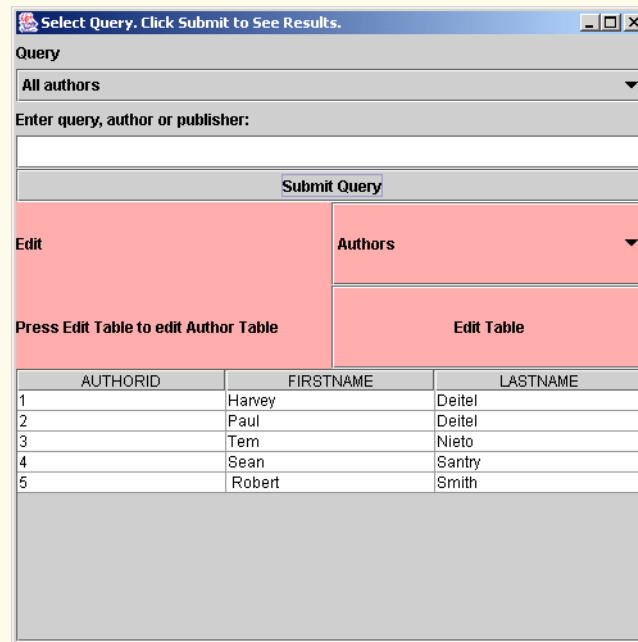 Select Query. Click Submit to See Results.
Query
All authors
Enter query, author or publisher:
Submit Query
Edit
Authors
Press Edit Table to edit Author Table
Edit Table
AUTHORID FIRSTNAME LASTNAME
1 Harvey Deitel
2 Paul Deitel
3 Tem Nieto
4 Sean Santry
5 Robert Smith